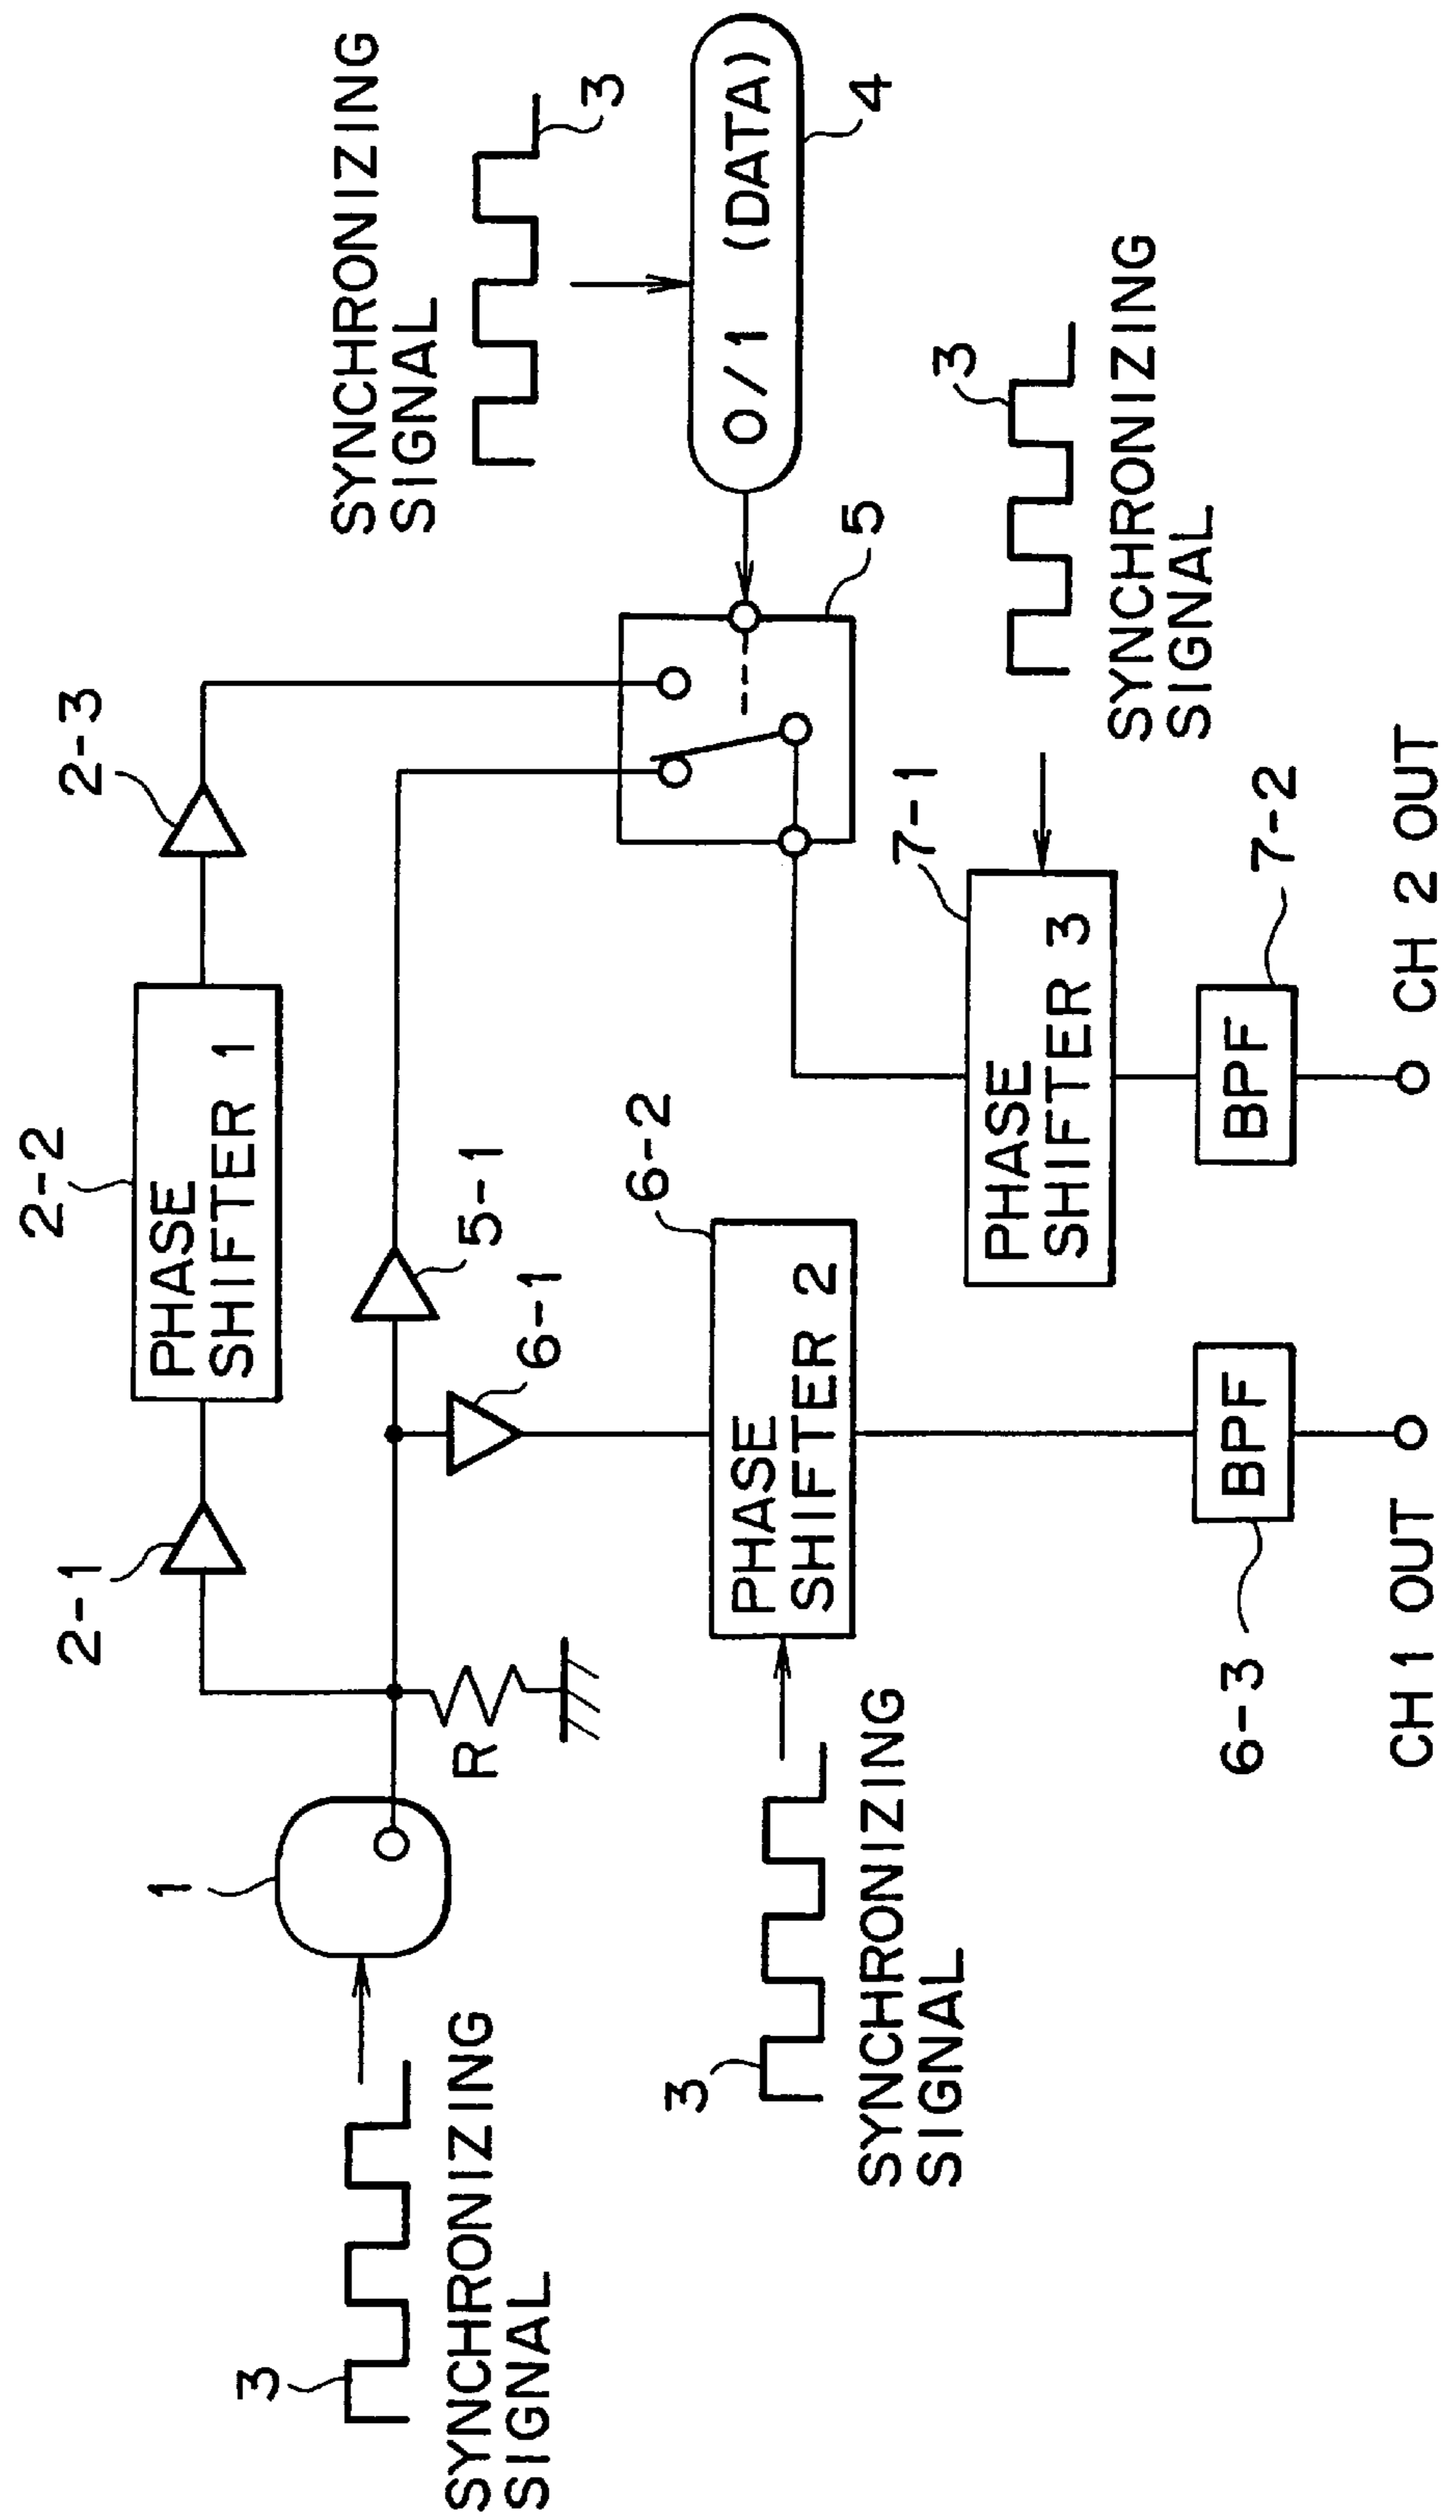 2-2
PHASE
SHIFTER 1
2-1
2-3
1
R
5-1
6-1
3
SYNCHRONIZING
SIGNAL
SYNCHRONIZING
SIGNAL
3
0/1 (DATA)
4
5
6-2
PHASE
SHIFTER 2
3
SYNCHRONIZING
SIGNAL
7-1
PHASE
SHIFTER 3
3
SYNCHRONIZING
SIGNAL
6-3
BPF
BPF
7-2
CH 1 OUT
CH 2 OUT